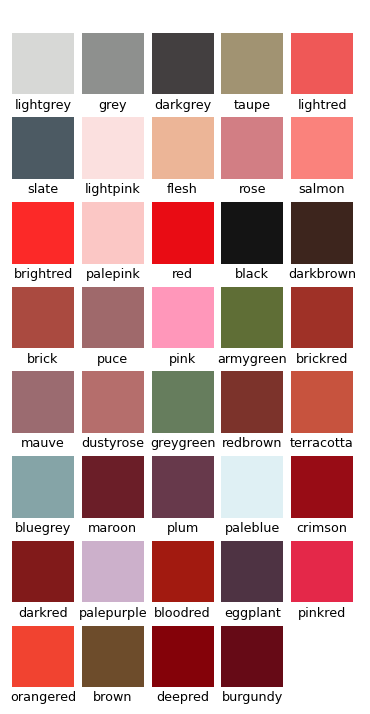 lightgrey grey darkgrey taupe lightred
slate lightpink flesh rose salmon
brightred palepink red black darkbrown
brick puce pink armygreen brickred
mauve dustyrose greygreen redbrown terracotta
bluegrey maroon plum paleblue crimson
darkred palepurple bloodred eggplant pinkred
orangered brown deepred burgundy